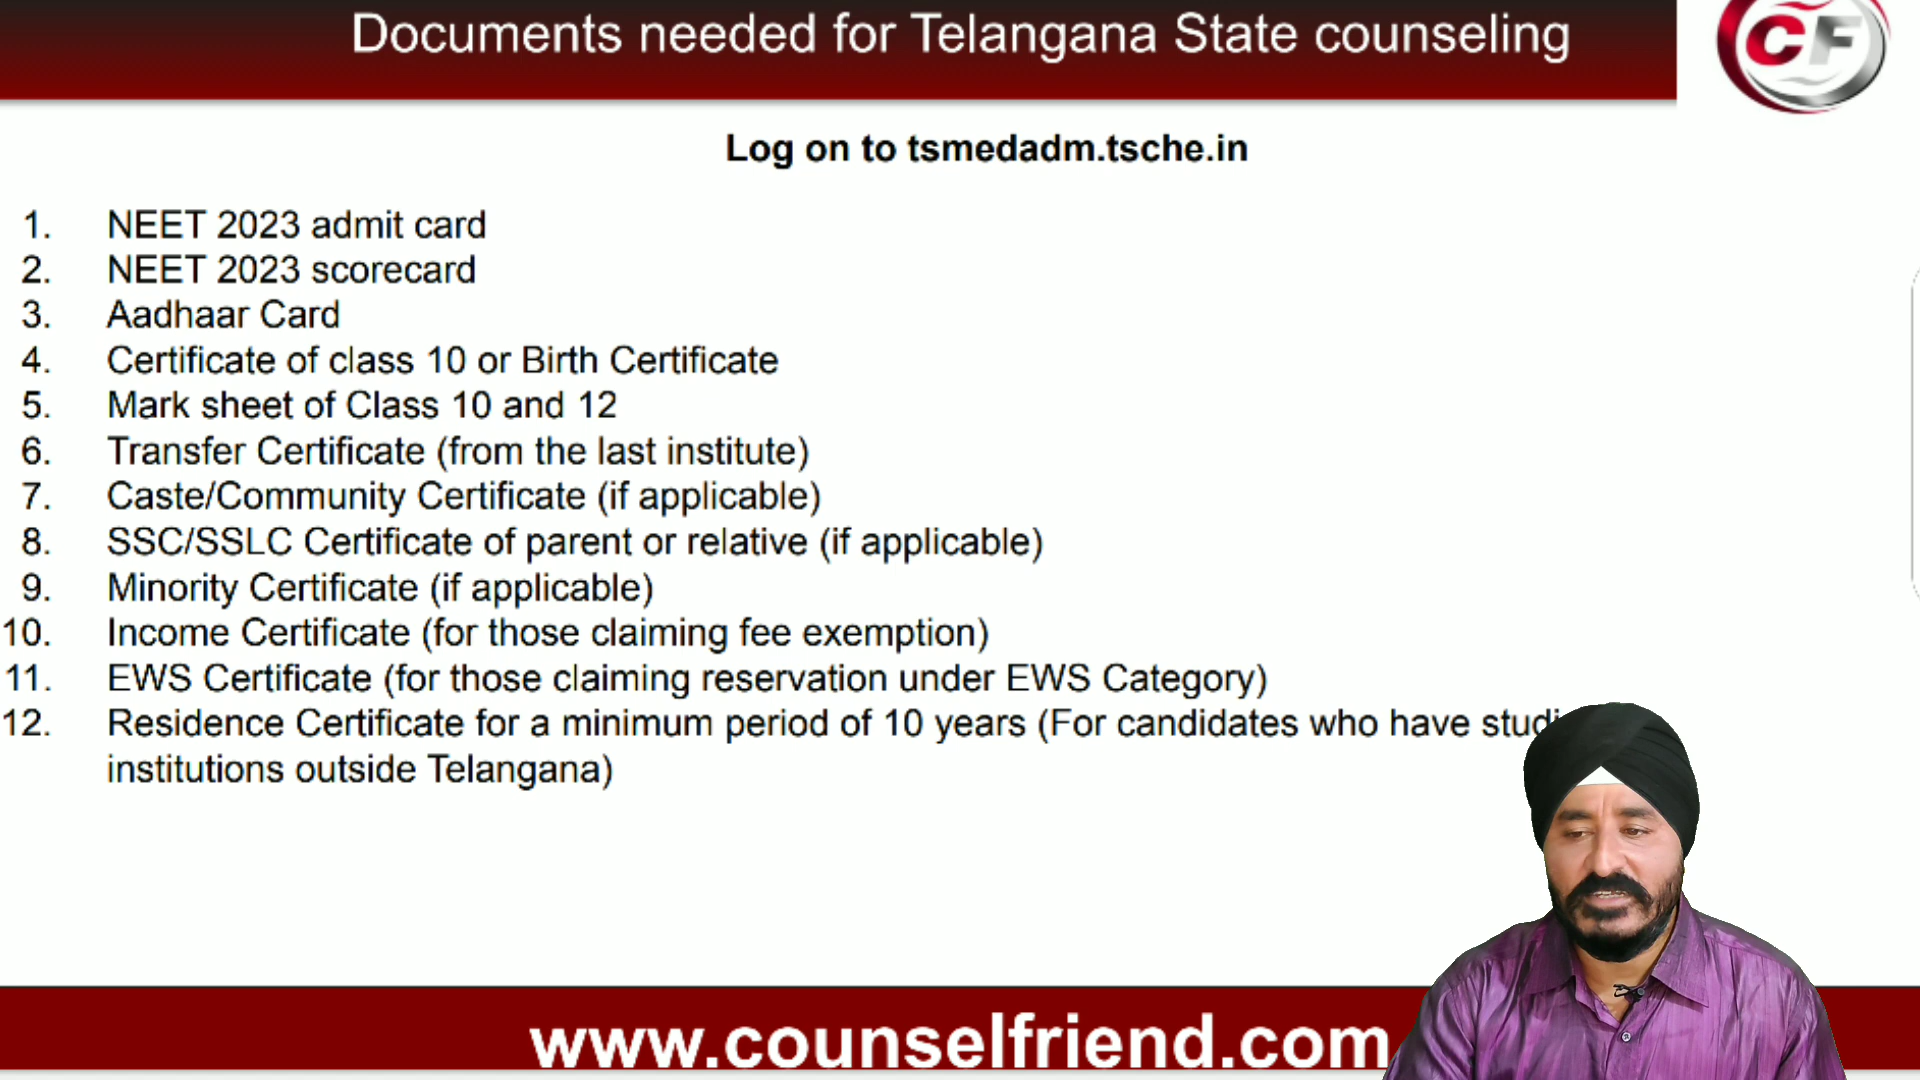 Documents needed for Telangana State counseling
CF
Log on to tsmedadm.tsche.in
1. NEET 2023 admit card
2. NEET 2023 scorecard
3. Aadhaar Card
4. Certificate of class 10 or Birth Certificate
5. Mark sheet of Class 10 and 12
6. Transfer Certificate (from the last institute)
7. Caste/Community Certificate (if applicable)
8. SSC/SSLC Certificate of parent or relative (if applicable)
9. Minority Certificate (if applicable)
10. Income Certificate (for those claiming fee exemption)
11. EWS Certificate (for those claiming reservation under EWS Category)
12. Residence Certificate for a minimum period of 10 years (For candidates who have
institutions outside Telangana)
www.counselfriend.com